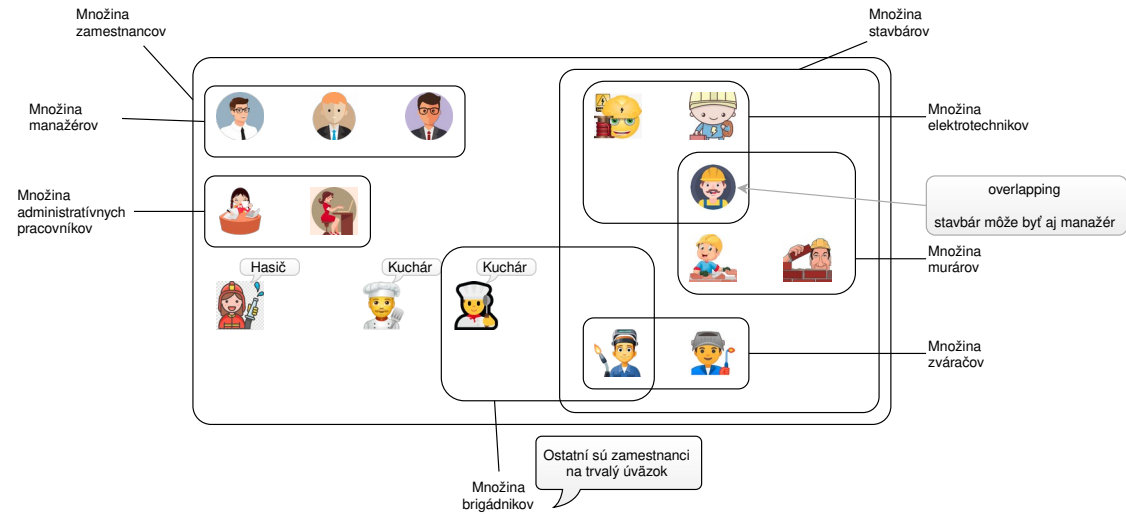 Množina
zamestnancov
Množina
stavbárov
Množina
manažérov
Množina
elektrotechnikov
Množina
administratívnych
pracovníkov
overlapping
stavbár môže byť aj manažér
Množina
murárov
Hasič
Kuchár
Kuchár
Množina
zváračov
Ostatní sú zamestnanci
na trvalý úväzok
Množina
brigádnikov